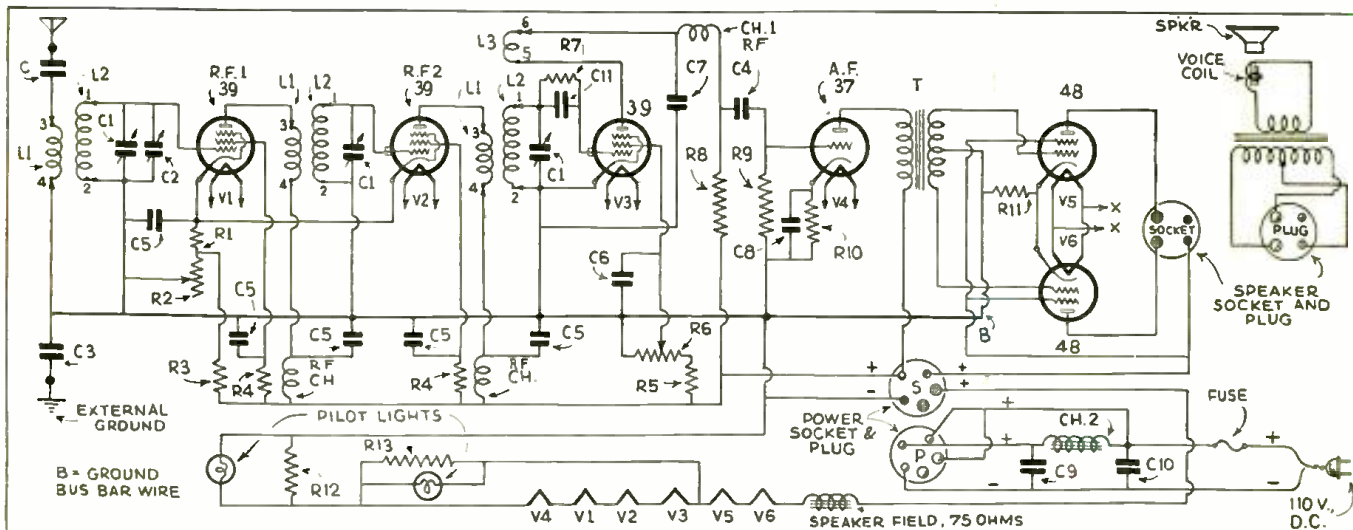 C
L2
1
C1
C2
2
3
L1
4
R.F.1
39
V1
C5
R1
R2
C5
R3
R4
C3
EXTERNAL
GROUND
L1
L2
1
3
4
2
C1
R.F.2
39
V2
RF
CH
C5
C5
R4
RF
CH.
L1
L2
L3
6
5
1
3
4
2
R7
C11
C1
39
V3
C5
C6
R6
R5
CH.1
RF
C7
C4
R8
R9
A.F.
37
V4
C8
R10
T
48
R11
V5
X
V6
X
48
B
SOCKET
SPKR
VOICE
COIL
PLUG
SPEAKER
SOCKET AND
PLUG
+
-
S
+
+
POWER
SOCKET
& PLUG
P
+
+
-
CH.2
C9
C10
FUSE
+
-
110 V.,
D.C.
PILOT LIGHTS
R13
R12
B = GROUND
BUS BAR WIRE
V4 V1 V2 V3 V5 V6
SPEAKER FIELD, 75 OHMS